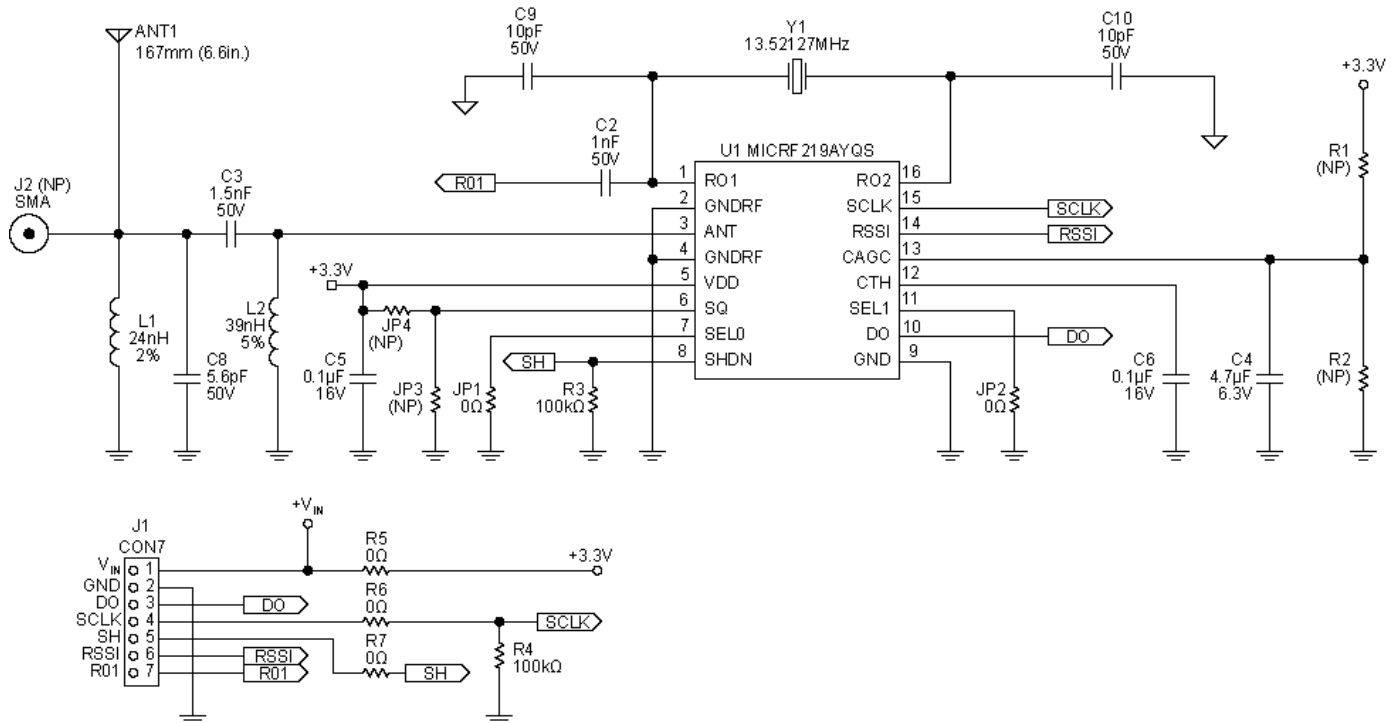 ANT1
167mm (6.6in.)
C9
10pF
50V
Y1
13.52127MHz
C10
10pF
50V
+3.3V
C2
1nF
50V
R01
U1 MICRF219AYQS
R1
(NP)
J2 (NP)
SMA
C3
1.5nF
50V
1 RO1 RO2 16
2 GNDRF SCLK 15 SCLK
3 ANT RSSI 14 RSSI
4 GNDRF CAGC 13
5 VDD CTH 12
6 SQ SEL1 11
7 SEL0 DO 10 DO
8 SHDN GND 9
+3.3V
JP4
(NP)
SH
L1
24nH
2%
L2
39nH
5%
C8
5.6pF
50V
C5
0.1µF
16V
JP3
(NP)
JP1
0Ω
R3
100kΩ
JP2
0Ω
C6
0.1µF
16V
C4
4.7µF
6.3V
R2
(NP)
J1
CON7
+VIN
VIN 1
GND 2
DO 3 DO
SCLK 4
SH 5
RSSI 6 RSSI
R01 7 R01
R5
0Ω
+3.3V
R6
0Ω
SCLK
R7
0Ω
SH
R4
100kΩ